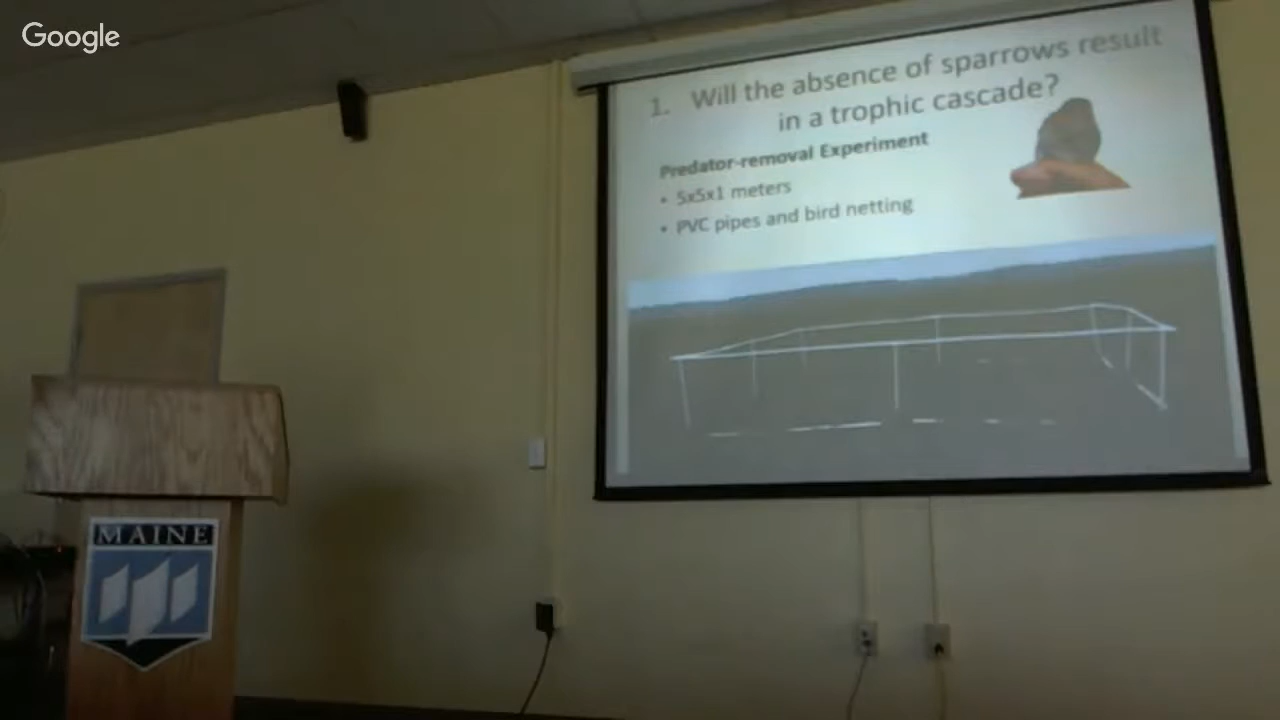 Google
1. Will the absence of sparrows result
in a trophic cascade?
Predator-removal Experiment
• 5x5x1 meters
• PVC pipes and bird netting
MAINE